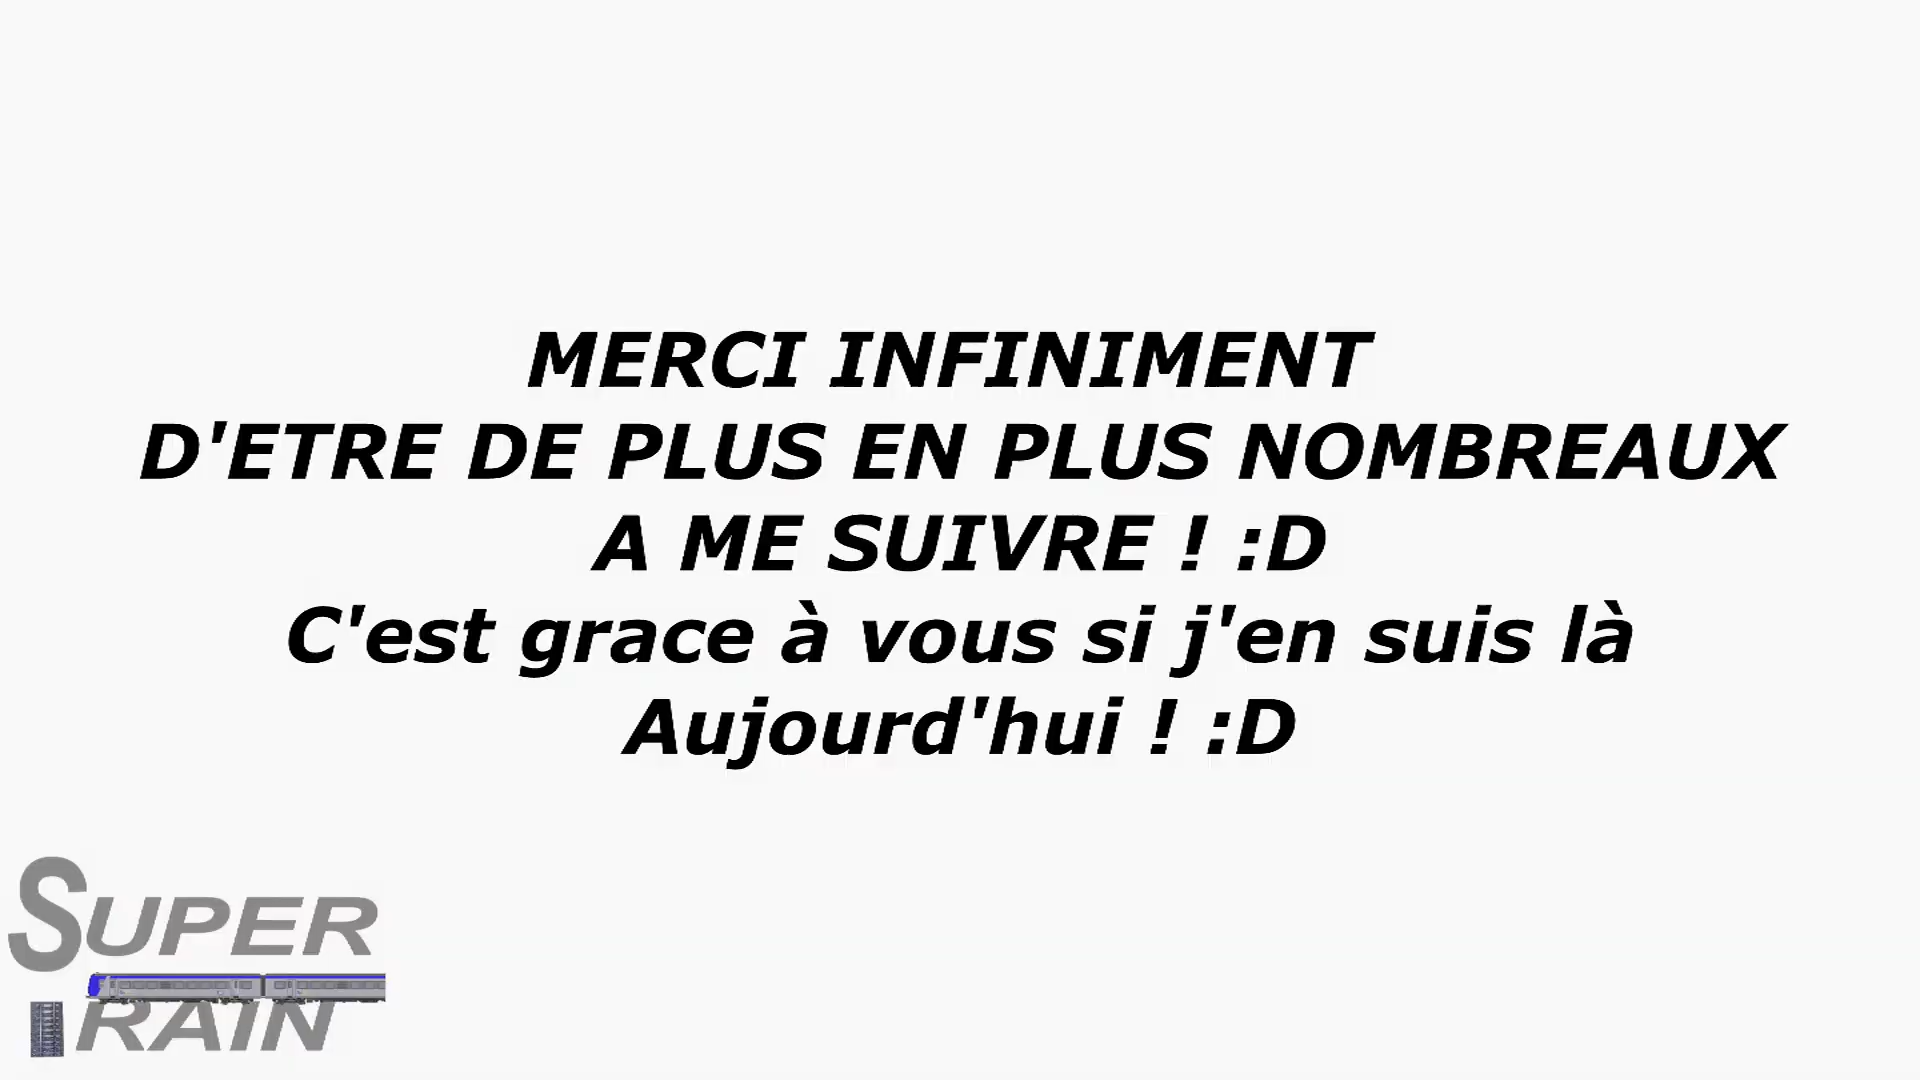 MERCI INFINIMENT
D'ETRE DE PLUS EN PLUS NOMBREAUX
A ME SUIVRE ! :D
C'est grace à vous si j'en suis là
Aujourd'hui ! :D
SUPER
TRAIN